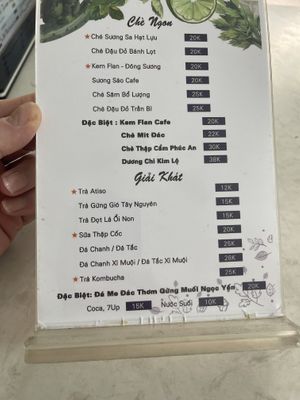 Chè Ngon
★ Chè Sương Sa Hạt Lựu 20K
Chè Đậu Đỏ Bánh Lọt 20K
★ Kem Flan - Đông Sương 20K
Sương Sáo Cafe 20K
Chè Sâm Bổ Lượng 25K
Chè Đậu Đỏ Trân Bì 25K
Đặc Biệt : Kem Flan Cafe 20K
Chè Mít Đác 22K
Chè Thập Cẩm Phúc An 30K
Dương Chi Kim Lộ 38K
Giải Khát
★ Trà Atiso 12K
Trà Gừng Gió Tây Nguyên 15K
Trà Đọt Lá Ổi Non 15K
★ Sữa Thập Cốc 20K
Đá Chanh / Đá Tắc 25K
Đá Chanh Xí Muội / Đá Tắc Xí Muội 28K
★ Trà Kombucha 25K
Đặc Biệt: Đá Me Đác Thơm Gừng Muối Ngọc Yến 20K
Coca, 7Up 15K Nước Suối 10K